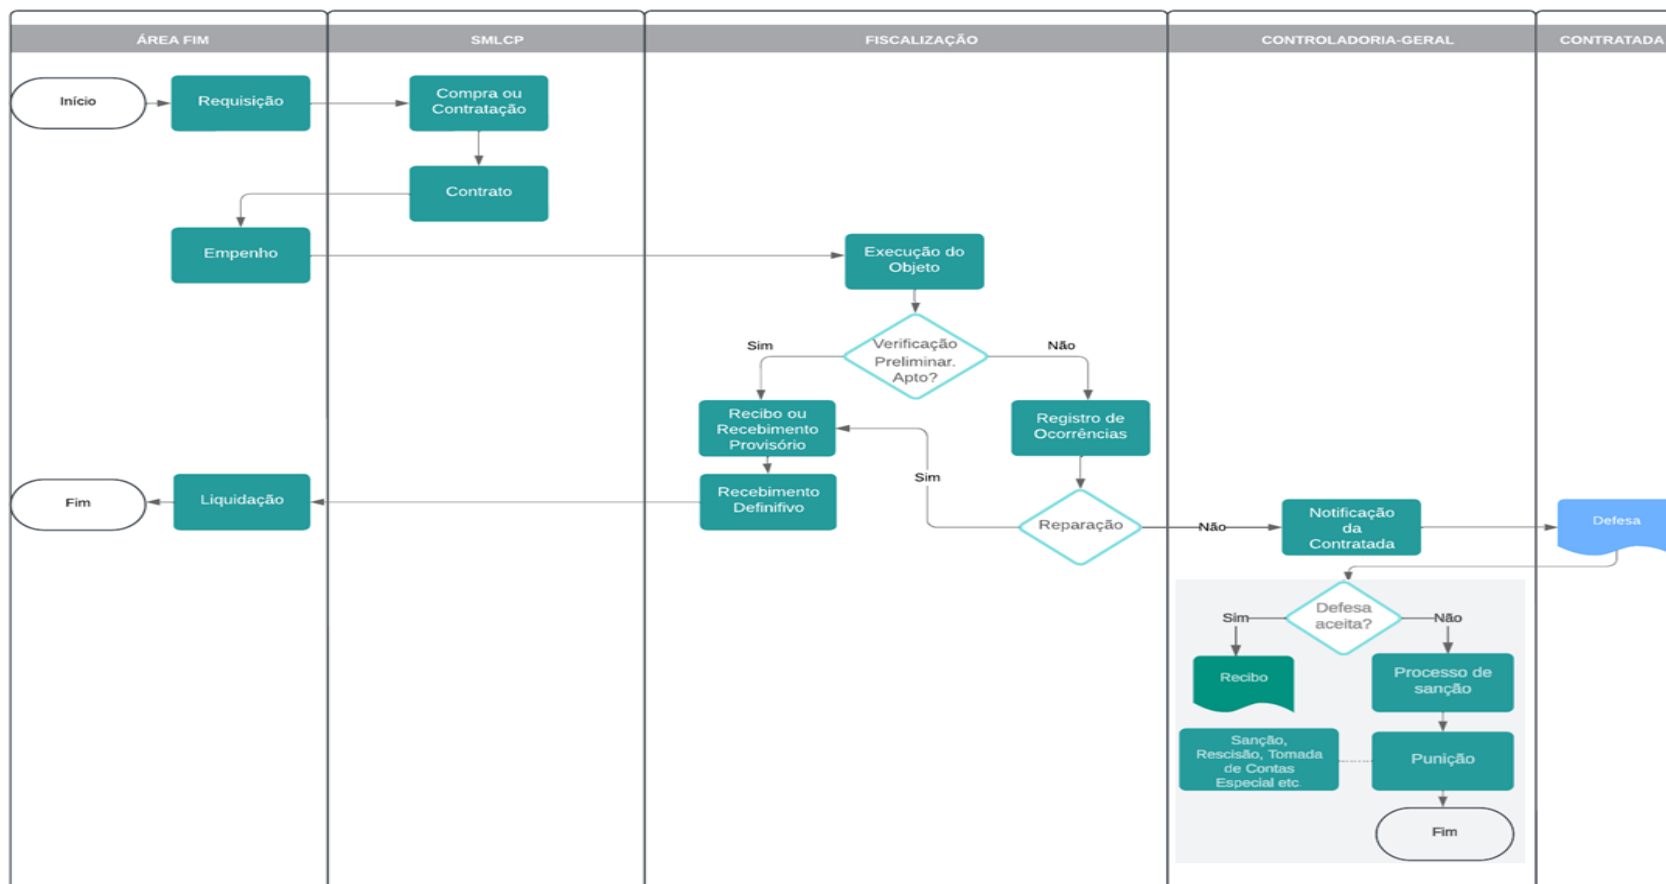 ÁREA FIM
SMLCP
FISCALIZAÇÃO
CONTROLADORIA-GERAL
CONTRATADA
Início
Requisição
Compra ou
Contratação
Contrato
Empenho
Execução do
Objeto
Verificação
Preliminar.
Apto?
Sim
Não
Recibo ou
Recebimento
Provisório
Registro de
Ocorrências
Sim
Fim
Liquidação
Recebimento
Definifivo
Reparação
Não
Notificação
da
Contratada
Defesa
Defesa
aceita?
Sim
Não
Recibo
Processo de
sanção
Sanção,
Rescisão, Tomada
de Contas
Especial etc.
Punição
Fim